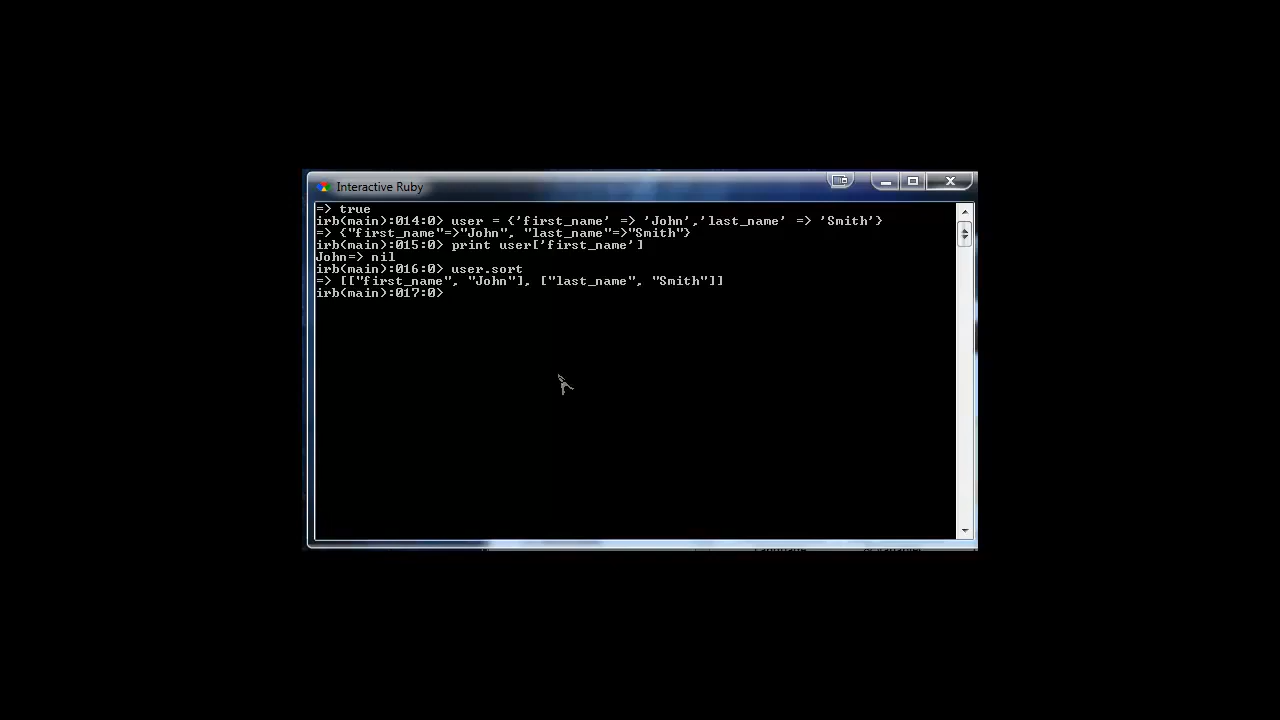 Interactive Ruby
=> true
irb(main):014:0> user = {'first_name' => 'John','last_name' => 'Smith'}
=> {"first_name"=>"John", "last_name"=>"Smith"}
irb(main):015:0> print user['first_name']
John=> nil
irb(main):016:0> user.sort
=> [["first_name", "John"], ["last_name", "Smith"]]
irb(main):017:0>